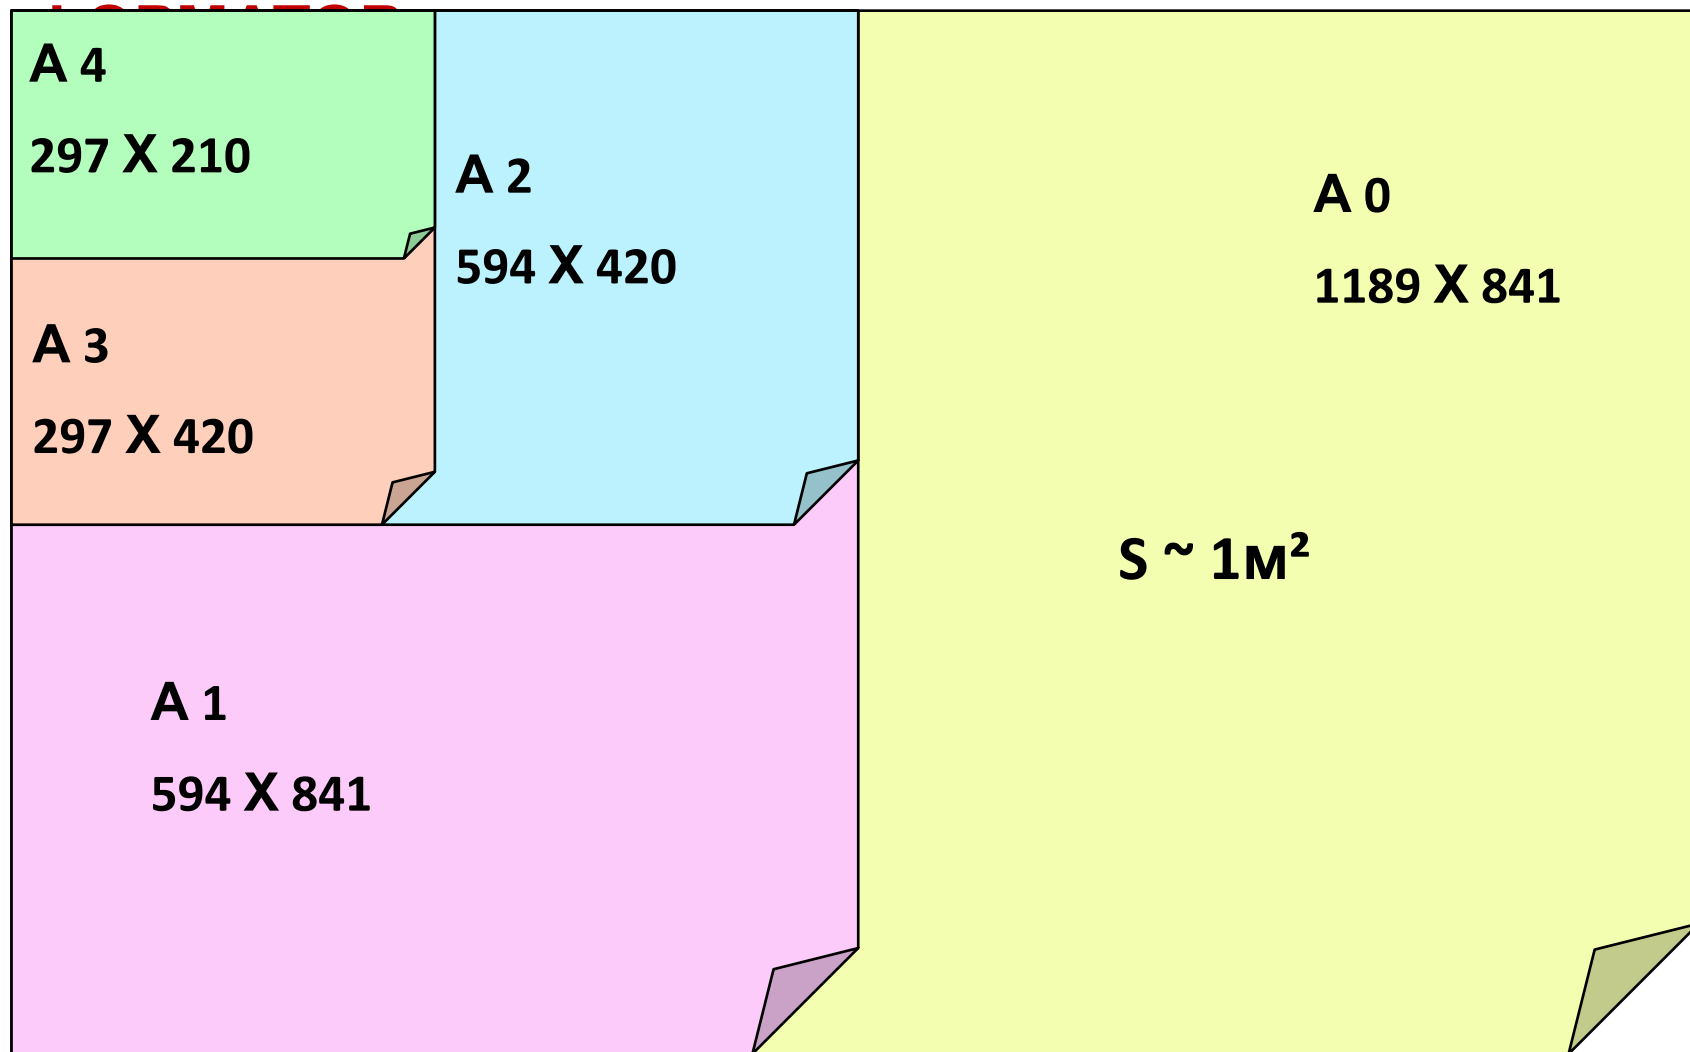 А 4
297 Х 210
А 3
297 Х 420
А 2
594 Х 420
А 1
594 Х 841
А 0
1189 Х 841
S ~ 1м²